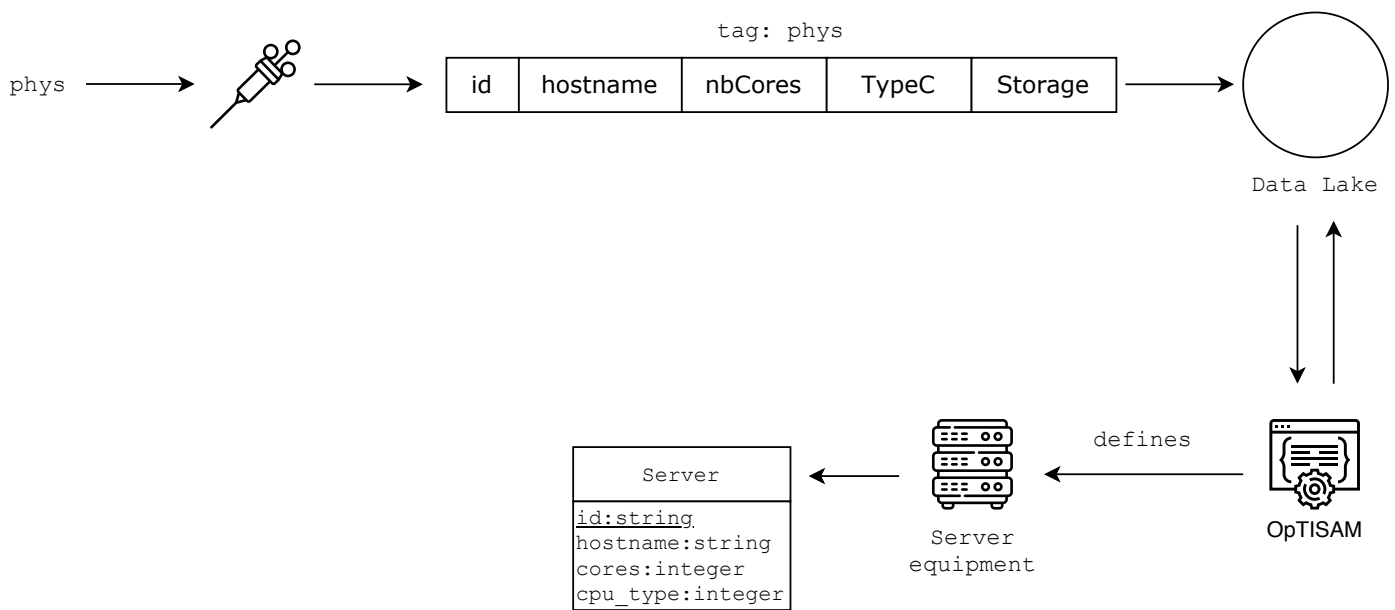 tag: phys
phys
id hostname nbCores TypeC Storage
Data Lake
defines
OpTISAM
Server
equipment
Server
id:string
hostname:string
cores:integer
cpu_type:integer